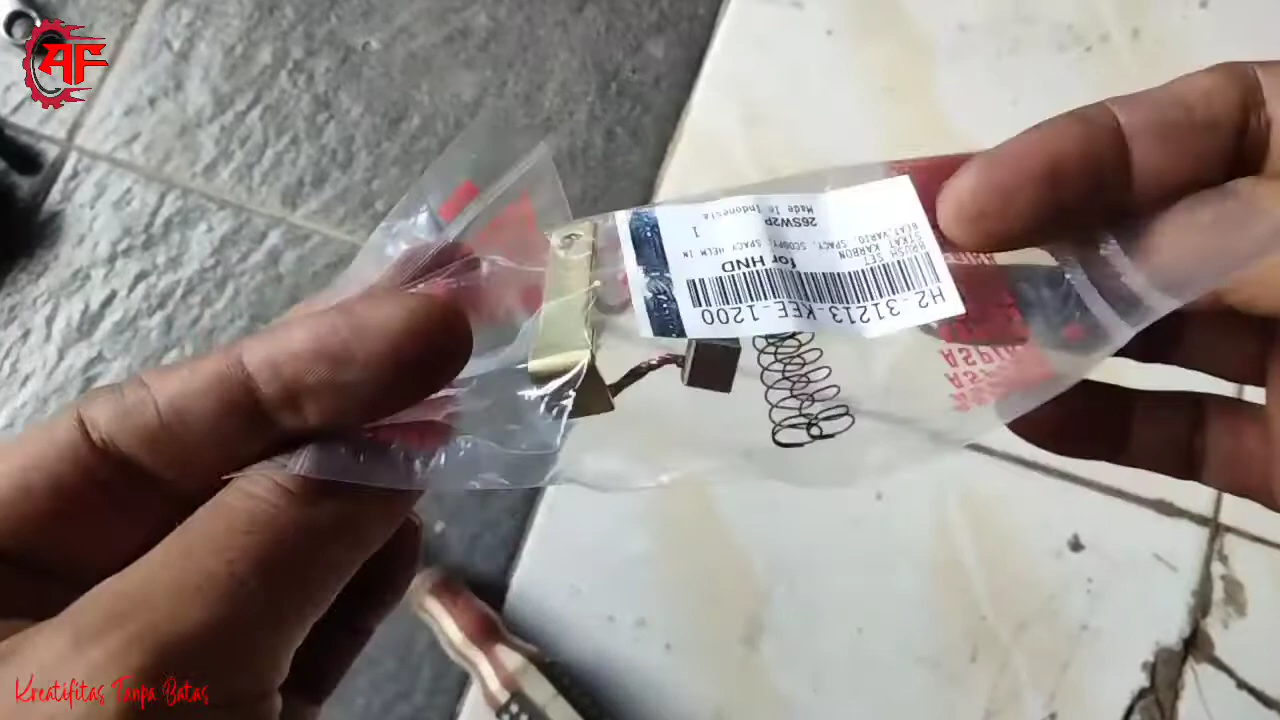 AF
H2-31213-KEE-1200
for HND
BRUSH SET
SIKAT KARBON
BEAT,VARIO, SPACY, SCOOPY, SPACY HELM IN
26SW2P
1
Made In Indonesia
Kreatifitas Tanpa Batas